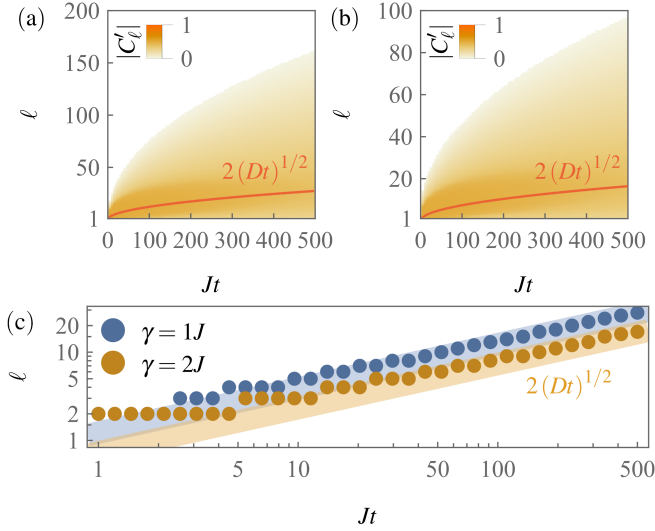 (a)
200
150
100
50
1
ℓ
|C′ℓ|
1
0
2 (Dt)^1/2
0 100 200 300 400 500
Jt
(b)
100
80
60
40
20
1
ℓ
|C′ℓ|
1
0
2 (Dt)^1/2
0 100 200 300 400 500
Jt
(c)
20
10
5
2
1
ℓ
γ = 1J
γ = 2J
2 (Dt)^1/2
1 5 10 50 100 500
Jt